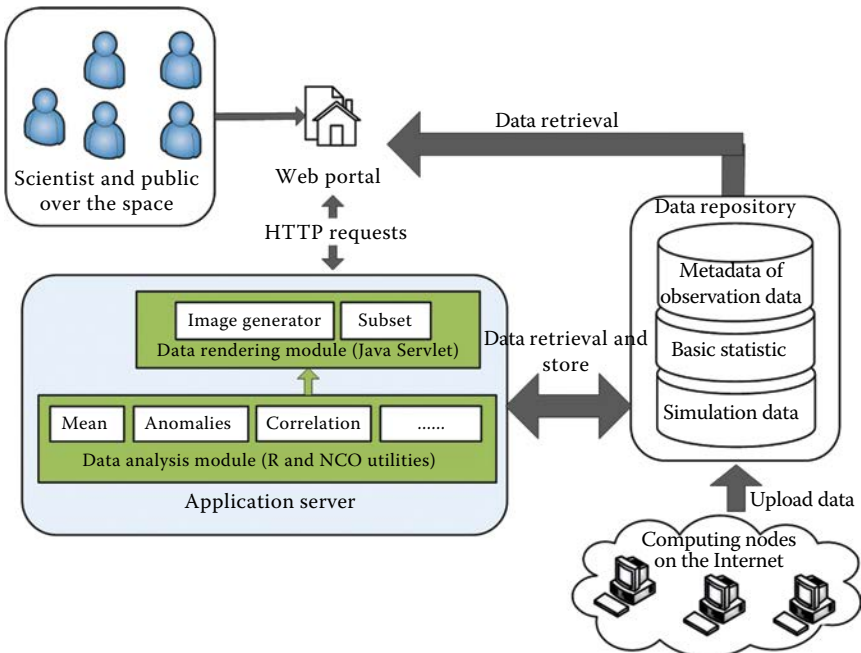 Scientist and public
over the space
Web portal
Data retrieval
HTTP requests
Data repository
Metadata of
observation data
Basic statistic
Simulation data
Image generator
Subset
Data rendering module (Java Servlet)
Data retrieval and
store
Mean
Anomalies
Correlation
......
Data analysis module (R and NCO utilities)
Application server
Upload data
Computing nodes
on the Internet